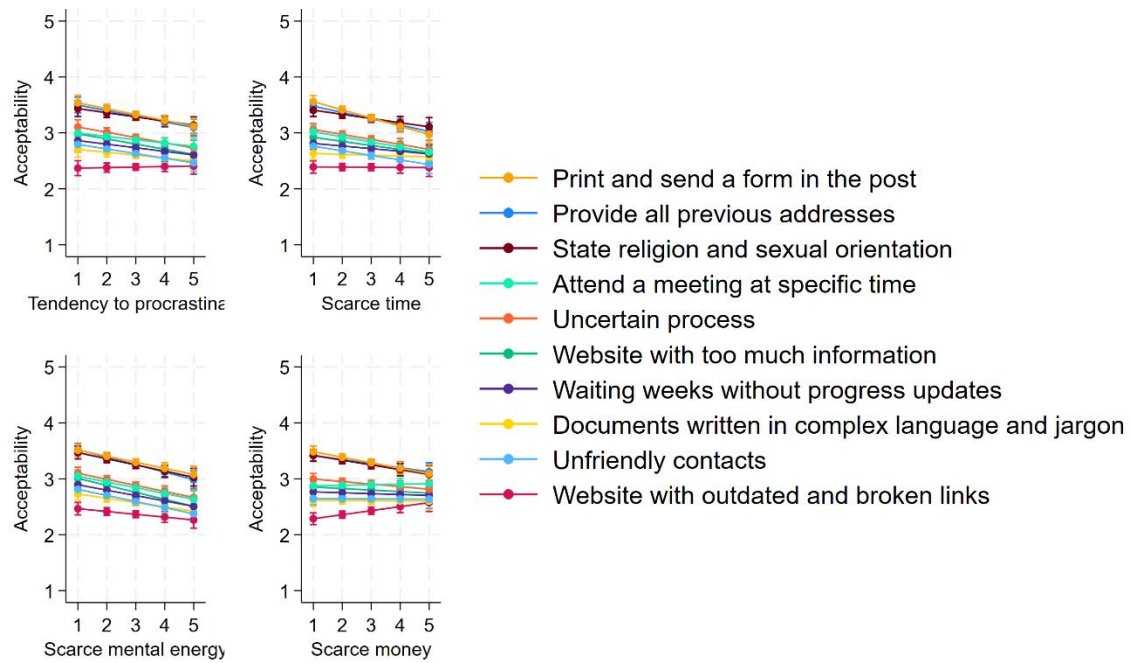 5
4
3
2
1
Acceptability
1 2 3 4 5
Tendency to procrastina
5
4
3
2
1
Acceptability
1 2 3 4 5
Scarce time
5
4
3
2
1
Acceptability
1 2 3 4 5
Scarce mental energy
5
4
3
2
1
Acceptability
1 2 3 4 5
Scarce money
Print and send a form in the post
Provide all previous addresses
State religion and sexual orientation
Attend a meeting at specific time
Uncertain process
Website with too much information
Waiting weeks without progress updates
Documents written in complex language and jargon
Unfriendly contacts
Website with outdated and broken links